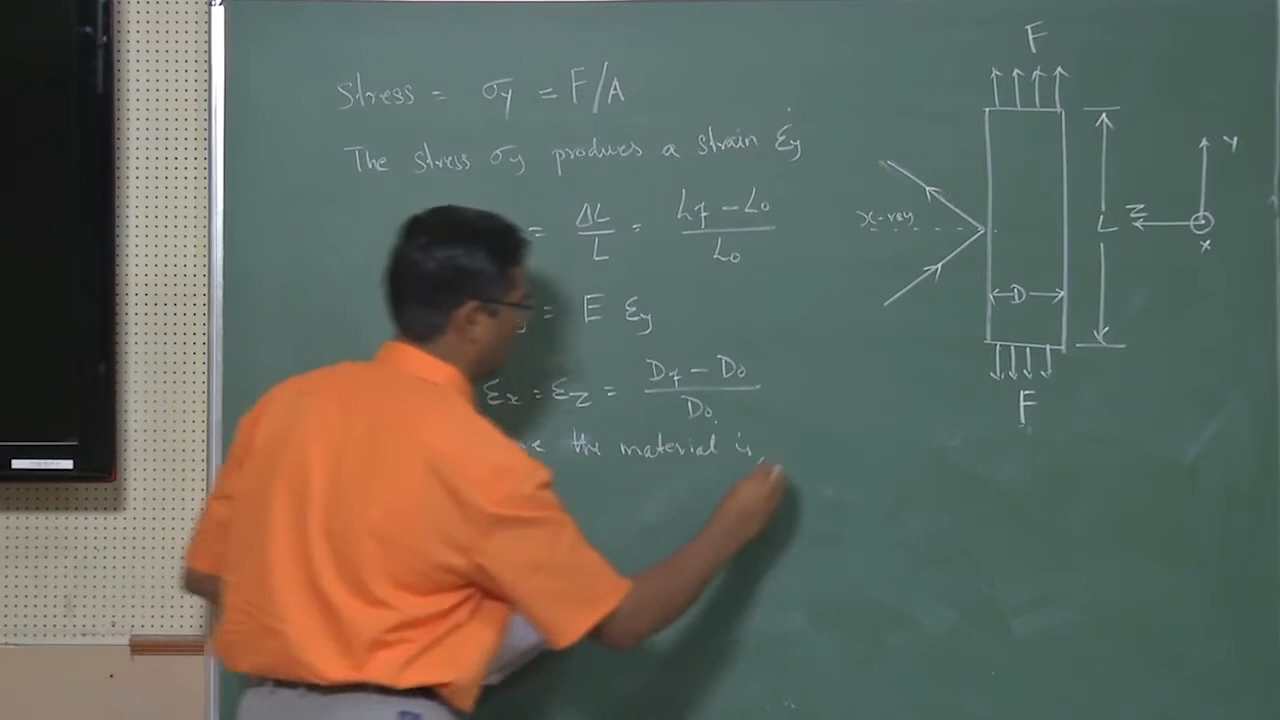 Stress = σy = F/A
The stress σy produces a strain εy
= ΔL/L = Lf - L0/L0
= E εy
εx = εz = Df - D0/D0
the material is
F
x-ray
L
D
F
Y
Z
X